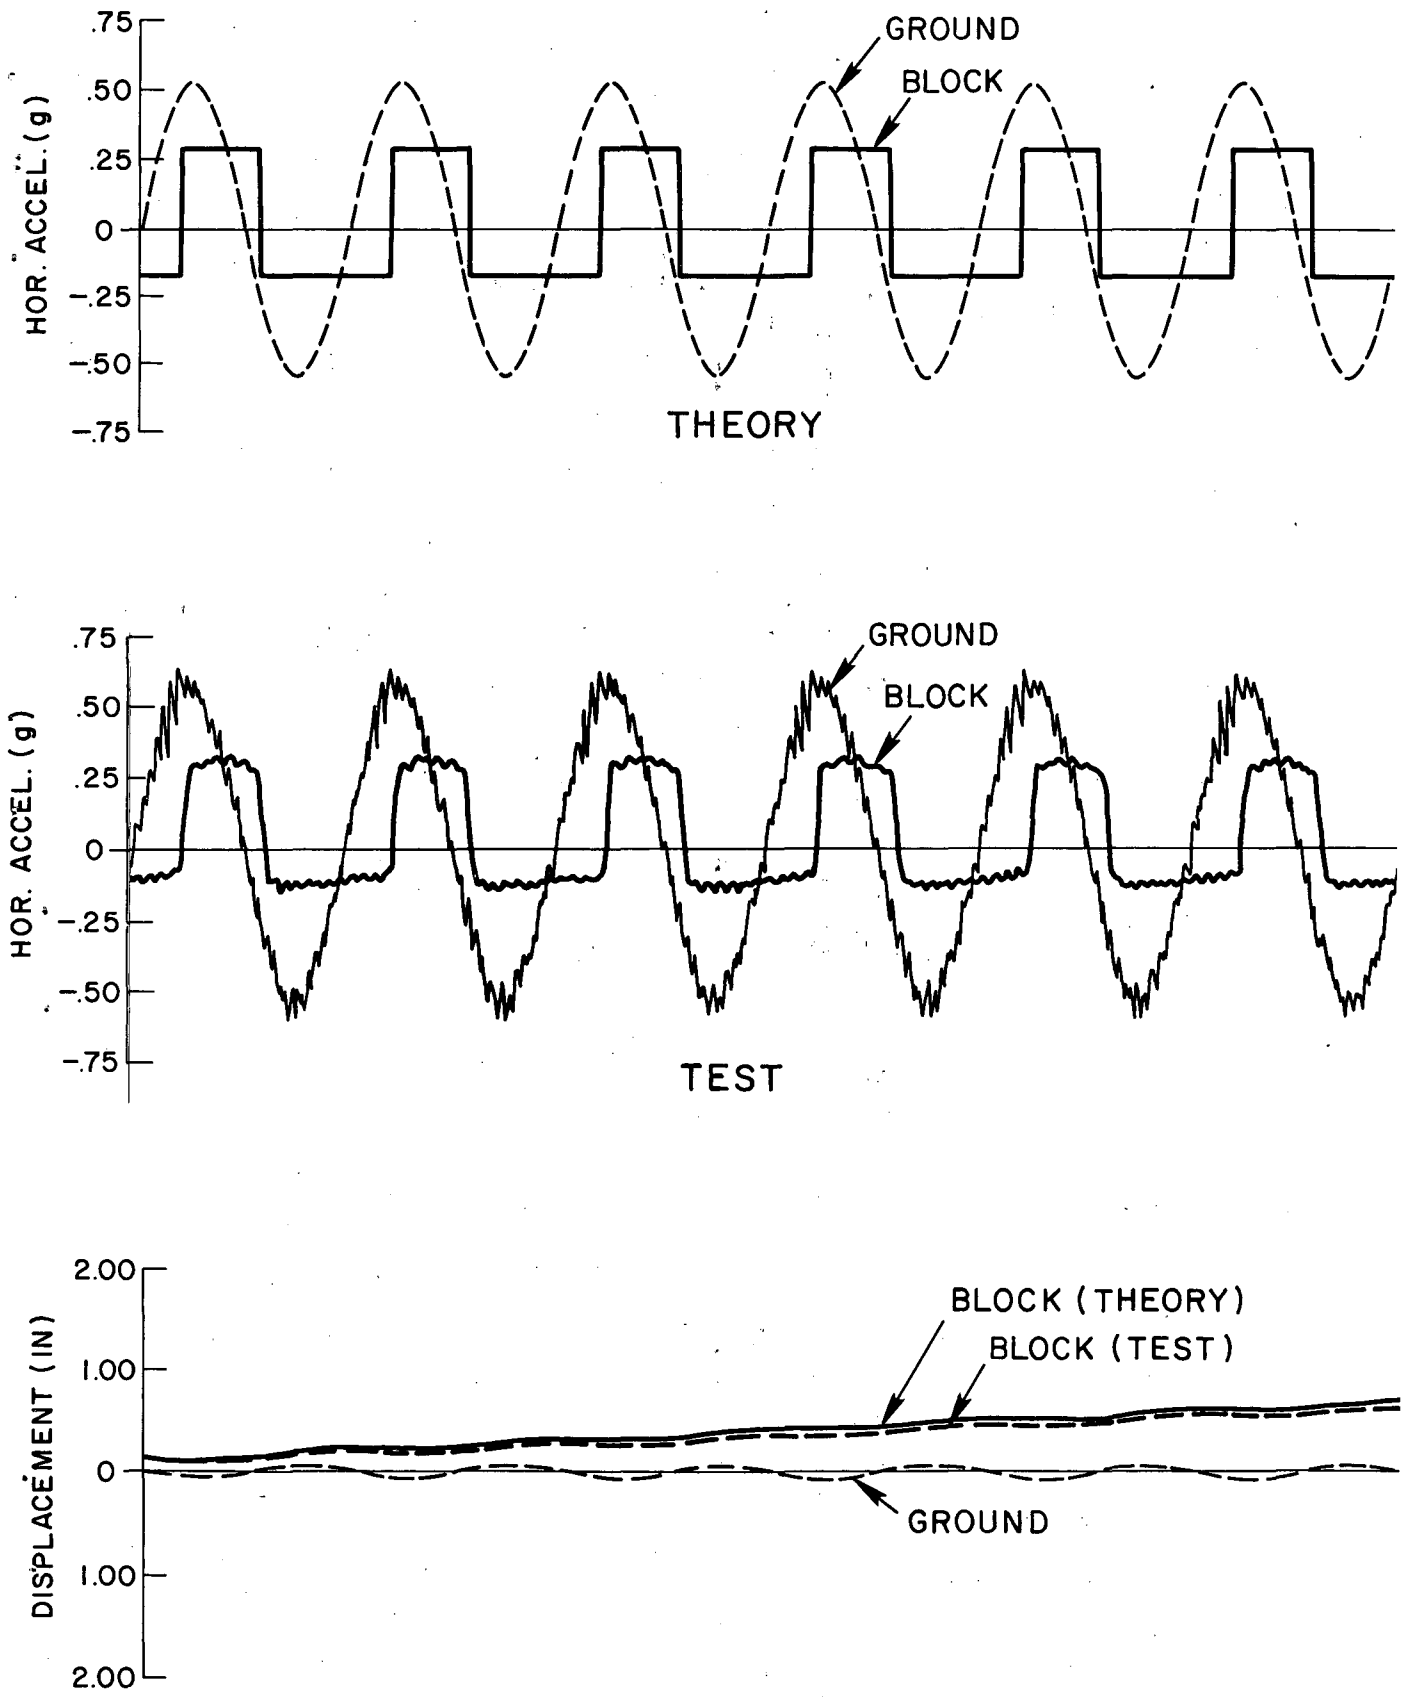 .75
GROUND
BLOCK
.50
.25
0
-.25
-.50
-.75
HOR. ACCEL. (g)
THEORY
.75
GROUND
BLOCK
.50
.25
0
-.25
-.50
-.75
HOR. ACCEL. (g)
TEST
2.00
BLOCK (THEORY)
BLOCK (TEST)
1.00
0
GROUND
1.00
2.00
DISPLACEMENT (IN)